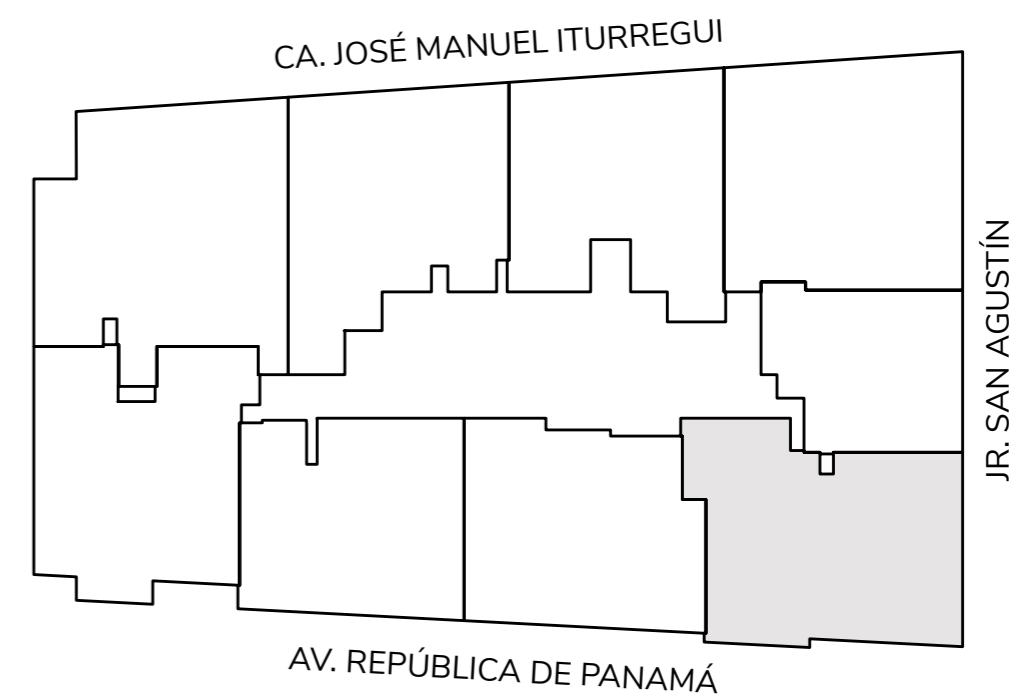 CA. JOSÉ MANUEL ITURREGUI
JR. SAN AGUSTÍN
AV. REPÚBLICA DE PANAMÁ